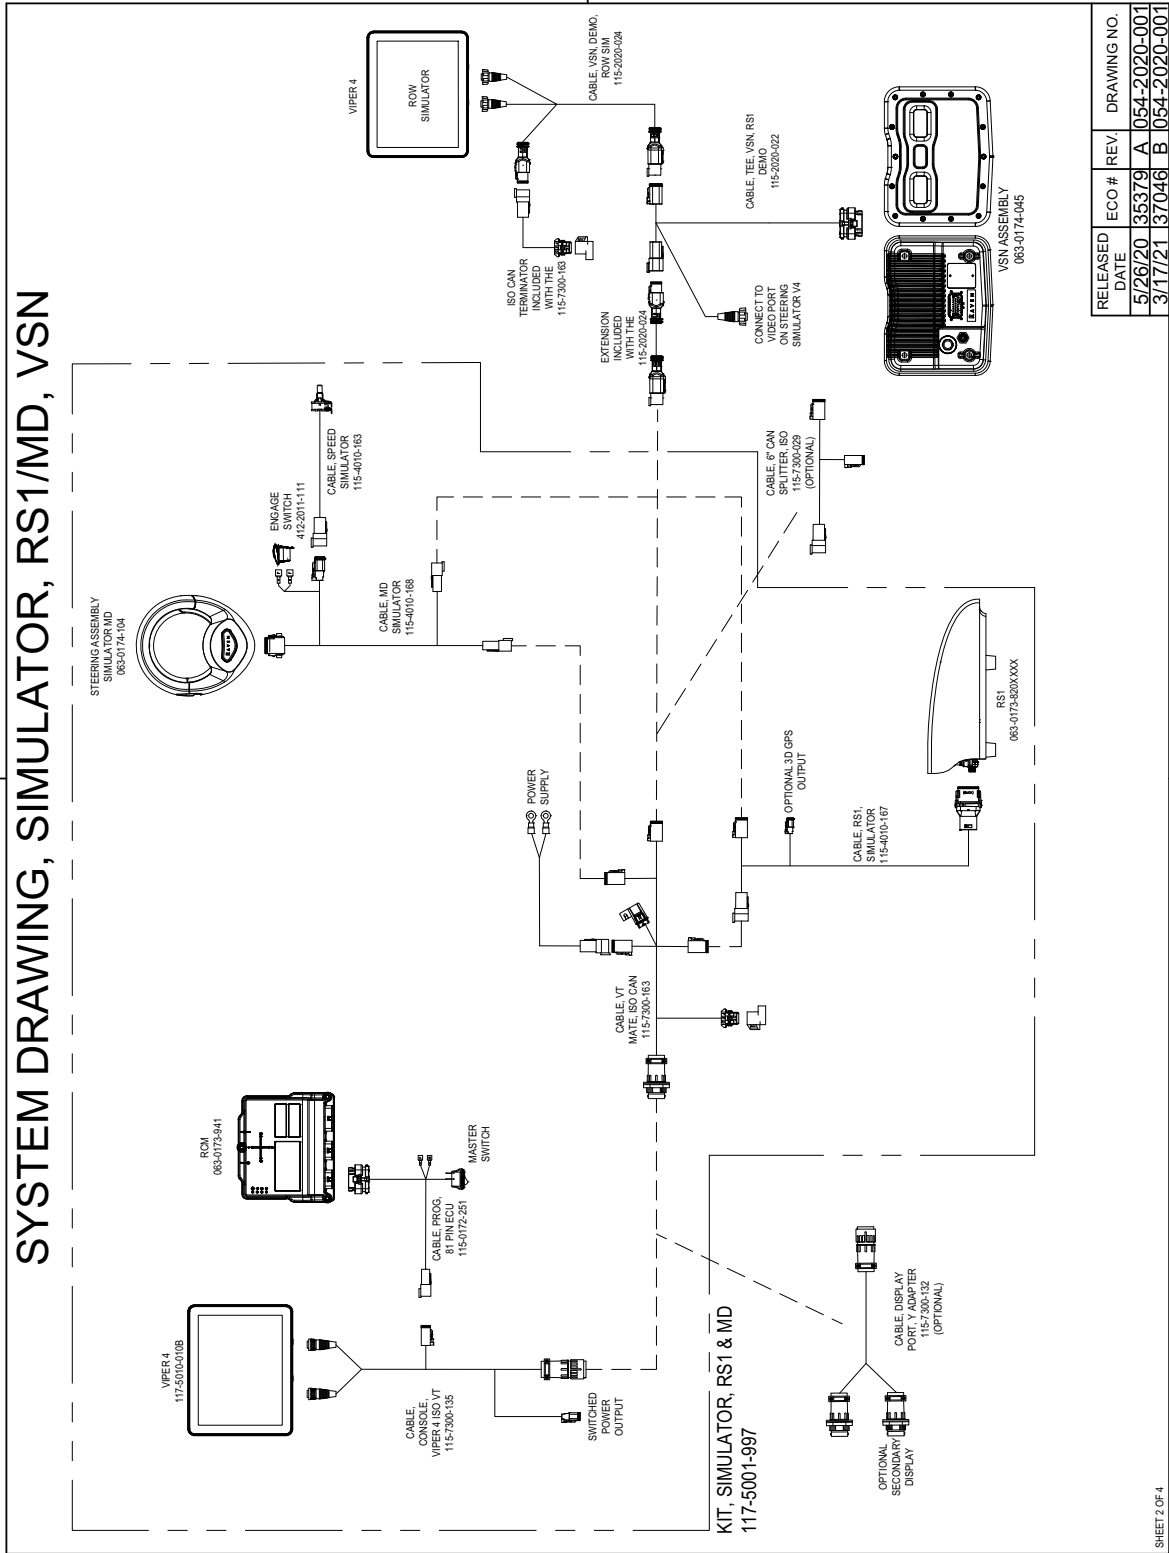 SYSTEM DRAWING, SIMULATOR, RS1/MD, VSN
VIPER 4
117-5010-010B
RCM
063-0173-941
STEERING ASSEMBLY
SIMULATOR MD
063-0174-104
ENGAGE
SWITCH
412-2011-111
CABLE, SPEED
SIMULATOR
115-4010-163
VIPER 4
ROW
SIMULATOR
CABLE,
CONSOLE,
VIPER 4 ISO VT
115-7300-135
SWITCHED
POWER
OUTPUT
CABLE, PROG,
81 PIN ECU
115-0172-251
MASTER
SWITCH
CABLE, MD
SIMULATOR
115-4010-168
POWER
SUPPLY
ISO CAN
TERMINATOR
INCLUDED
WITH THE
115-7300-163
CABLE, VSN, DEMO,
ROW SIM
115-2020-024
EXTENSION
INCLUDED
WITH THE
115-2020-024
CABLE, TEE, VSN, RS1
DEMO
115-2020-022
CONNECT TO
VIDEO PORT
ON STEERING
SIMULATOR V4
CABLE, VT
MATE, ISO CAN
115-7300-163
OPTIONAL 3D GPS
OUTPUT
CABLE, RS1,
SIMULATOR
115-4010-167
CABLE, 6" CAN
SPLITTER, ISO
115-7300-029
(OPTIONAL)
RS1
063-0173-820XXXX
VSN ASSEMBLY
063-0174-045
RAVEN
RAVEN
KIT, SIMULATOR, RS1 & MD
117-5001-997
CABLE, DISPLAY
PORT, Y ADAPTER
115-7300-132
(OPTIONAL)
OPTIONAL
SECONDARY
DISPLAY
RELEASED DATE ECO # REV. DRAWING NO.
5/26/20 35379 A 054-2020-001
3/17/21 37046 B 054-2020-001
SHEET 2 OF 4